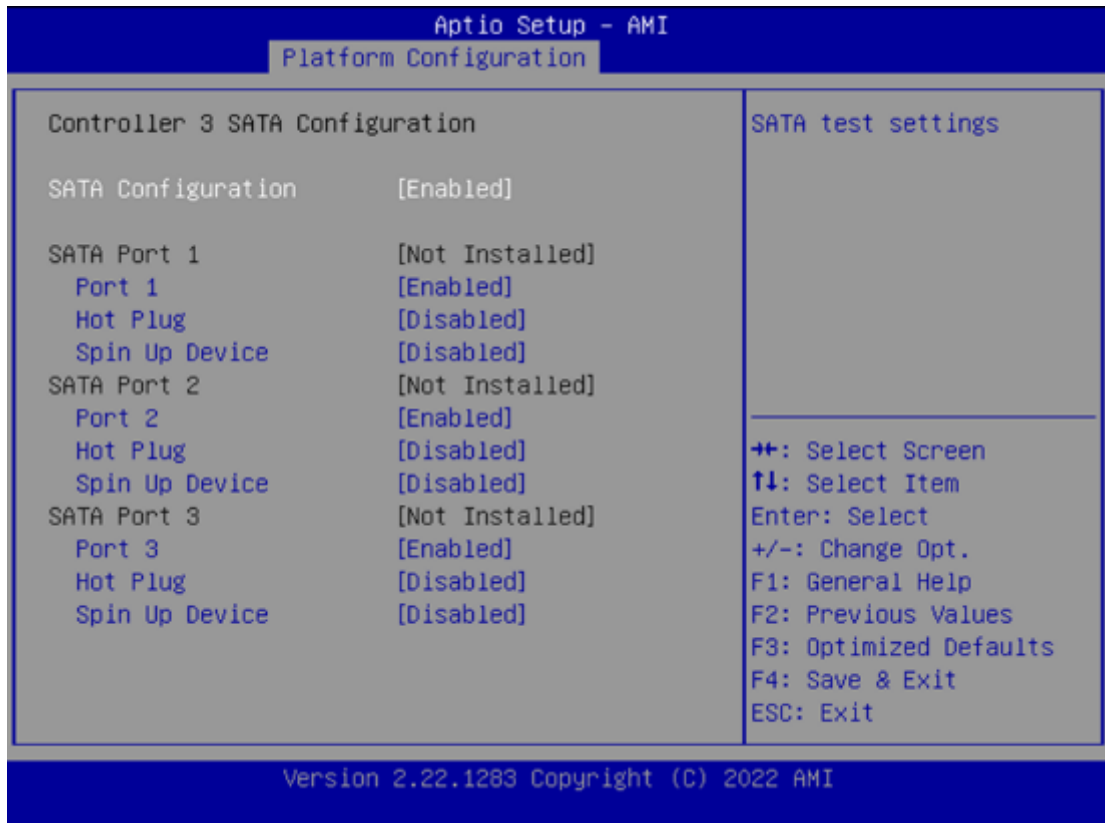 Aptio Setup – AMI
Platform Configuration
Controller 3 SATA Configuration
SATA Configuration [Enabled]
SATA Port 1 [Not Installed]
Port 1 [Enabled]
Hot Plug [Disabled]
Spin Up Device [Disabled]
SATA Port 2 [Not Installed]
Port 2 [Enabled]
Hot Plug [Disabled]
Spin Up Device [Disabled]
SATA Port 3 [Not Installed]
Port 3 [Enabled]
Hot Plug [Disabled]
Spin Up Device [Disabled]
SATA test settings
→←: Select Screen
↑↓: Select Item
Enter: Select
+/-: Change Opt.
F1: General Help
F2: Previous Values
F3: Optimized Defaults
F4: Save & Exit
ESC: Exit
Version 2.22.1283 Copyright (C) 2022 AMI